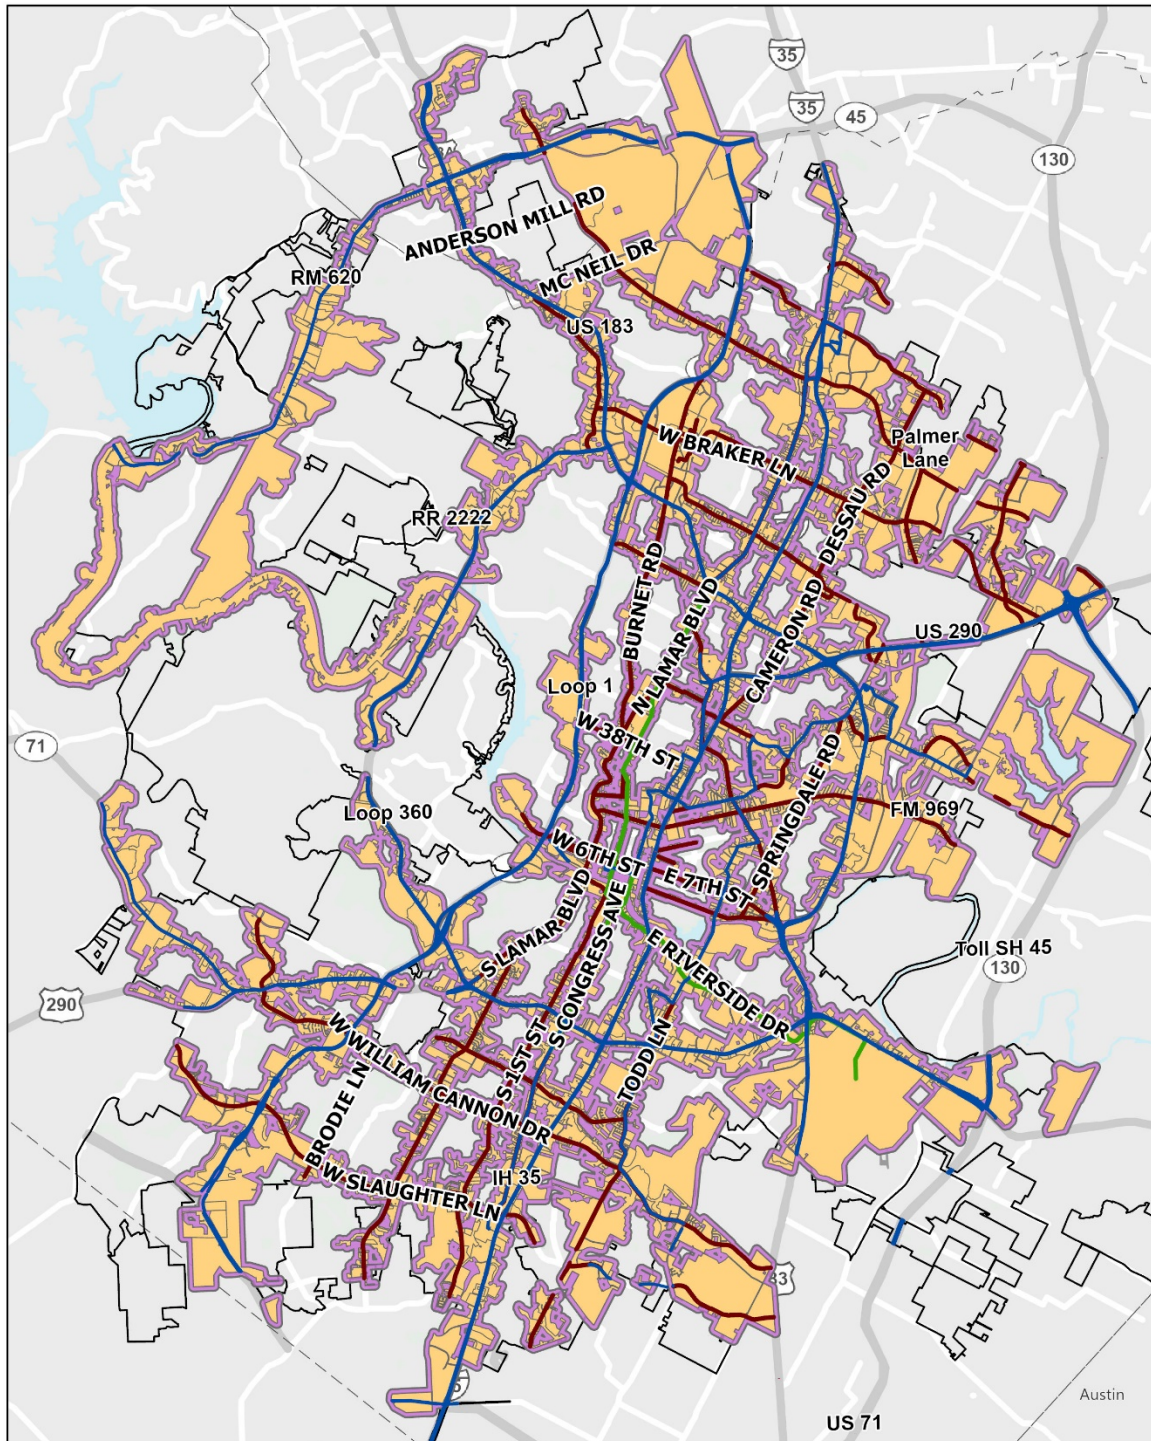 35
35
45
130
ANDERSON MILL RD
RM 620
MC NEIL DR
US 183
W BRAKER LN
Palmer
Lane
DESSAU RD
RR 2222
BURNET RD
N LAMAR BLVD
CAMERON RD
US 290
Loop 1
W 38TH ST
71
SPRINGDALE RD
Loop 360
FM 969
W 6TH ST
E 7TH ST
S LAMAR BLVD
S CONGRESS AVE
E RIVERSIDE DR
Toll SH 45
130
290
W WILLIAM CANNON DR
S 1ST ST
TODD LN
BRODIE LN
W SLAUGHTER LN
IH 35
Austin
US 71